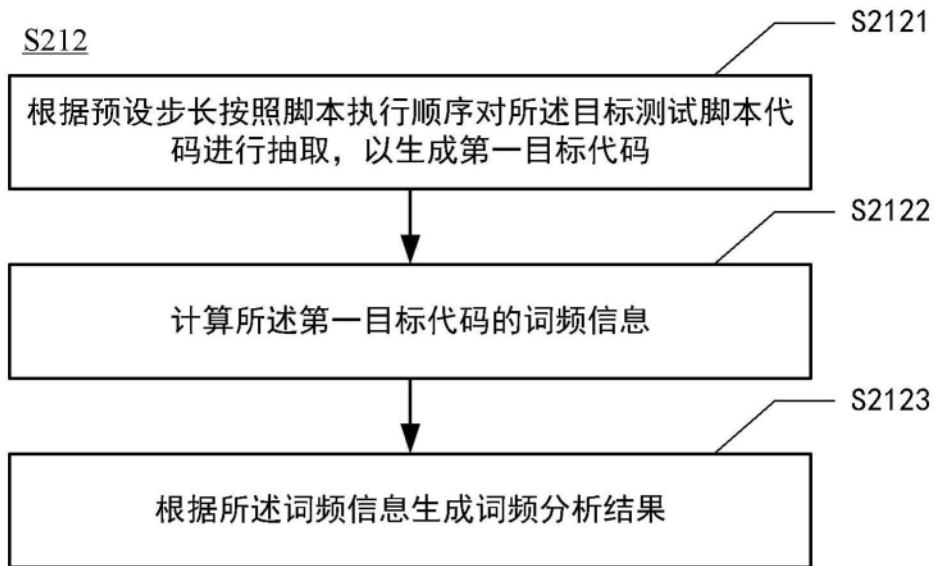 S212
S2121
根据预设步长按照脚本执行顺序对所述目标测试脚本代
码进行抽取，以生成第一目标代码
S2122
计算所述第一目标代码的词频信息
S2123
根据所述词频信息生成词频分析结果